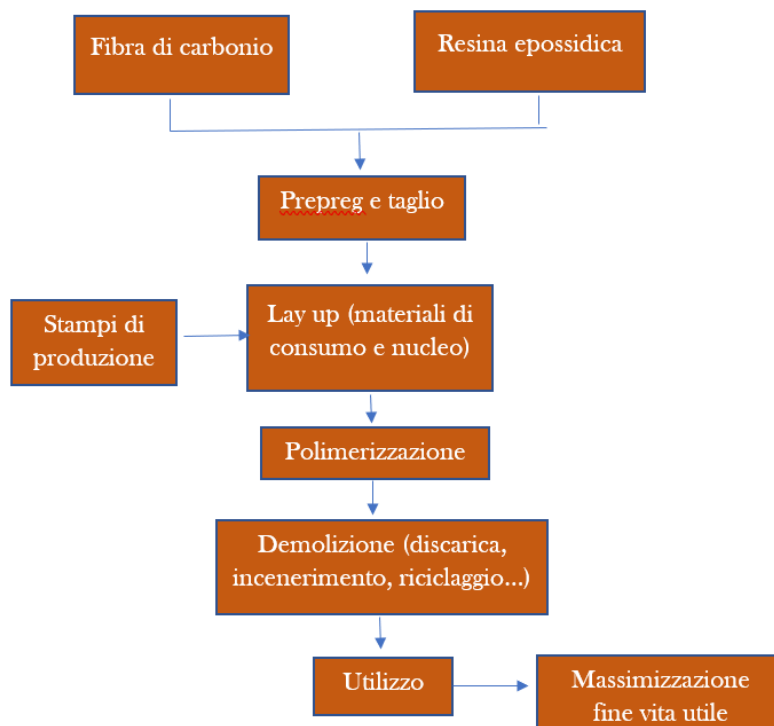 Fibra di carbonio
Resina epossidica
Prepreg e taglio
Stampi di
produzione
Lay up (materiali di
consumo e nucleo)
Polimerizzazione
Demolizione (discarica,
incenerimento, riciclaggio...)
Utilizzo
Massimizzazione
fine vita utile